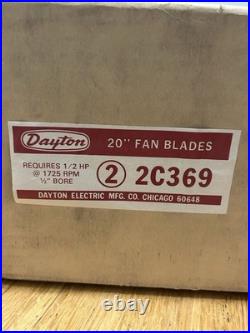 Dayton
20" FAN BLADES
REQUIRES 1/2 HP
@ 1725 RPM
½" BORE
2 2C369
DAYTON ELECTRIC MFG. CO. CHICAGO 60648